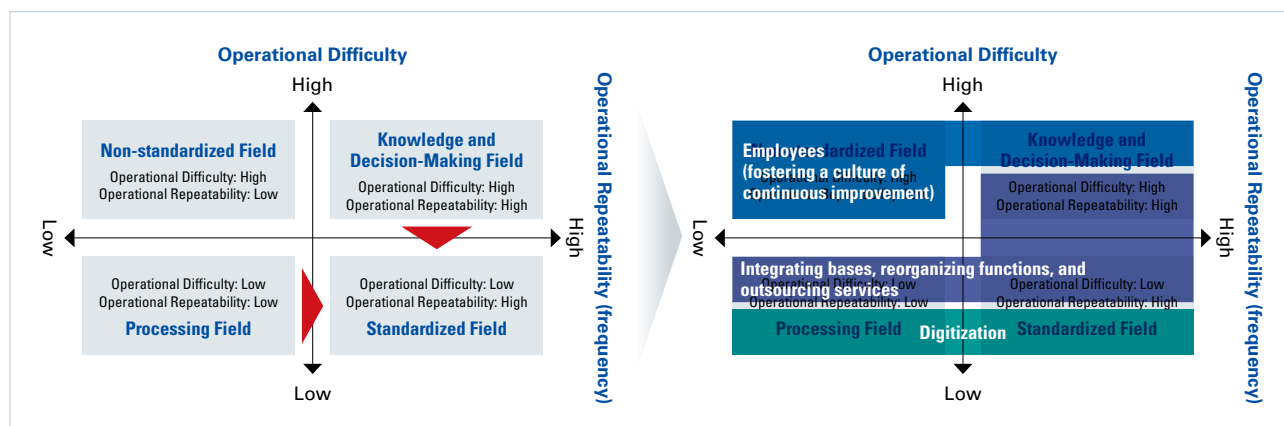 Operational Difficulty
High
Non-standardized Field
Operational Difficulty: High
Operational Repeatability: Low
Knowledge and
Decision-Making Field
Operational Difficulty: High
Operational Repeatability: High
Low
High
Operational Repeatability (frequency)
Operational Difficulty: Low
Operational Repeatability: Low
Processing Field
Operational Difficulty: Low
Operational Repeatability: High
Standardized Field
Low
Operational Difficulty
High
Employees
(fostering a culture of
continuous improvement)
Knowledge and
Decision-Making Field
Operational Difficulty: High
Operational Repeatability: High
Low
High
Operational Repeatability (frequency)
Integrating bases, reorganizing functions, and
outsourcing services
Operational Difficulty: Low
Operational Repeatability: High
Processing Field
Digitization
Standardized Field
Low